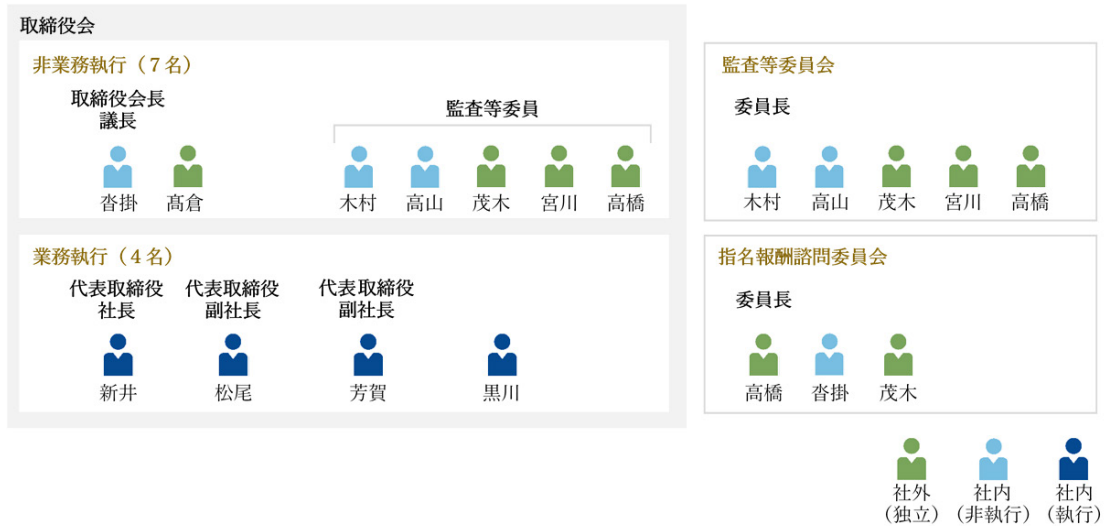 取締役会
非業務執行（７名）
取締役会長
議長
監査等委員
沓掛
髙倉
木村
高山
茂木
宮川
高橋
業務執行（４名）
代表取締役
社長
代表取締役
副社長
代表取締役
副社長
新井
松尾
芳賀
黒川
監査等委員会
委員長
木村
高山
茂木
宮川
高橋
指名報酬諮問委員会
委員長
高橋
沓掛
茂木
社外
（独立）
社内
（非執行）
社内
（執行）